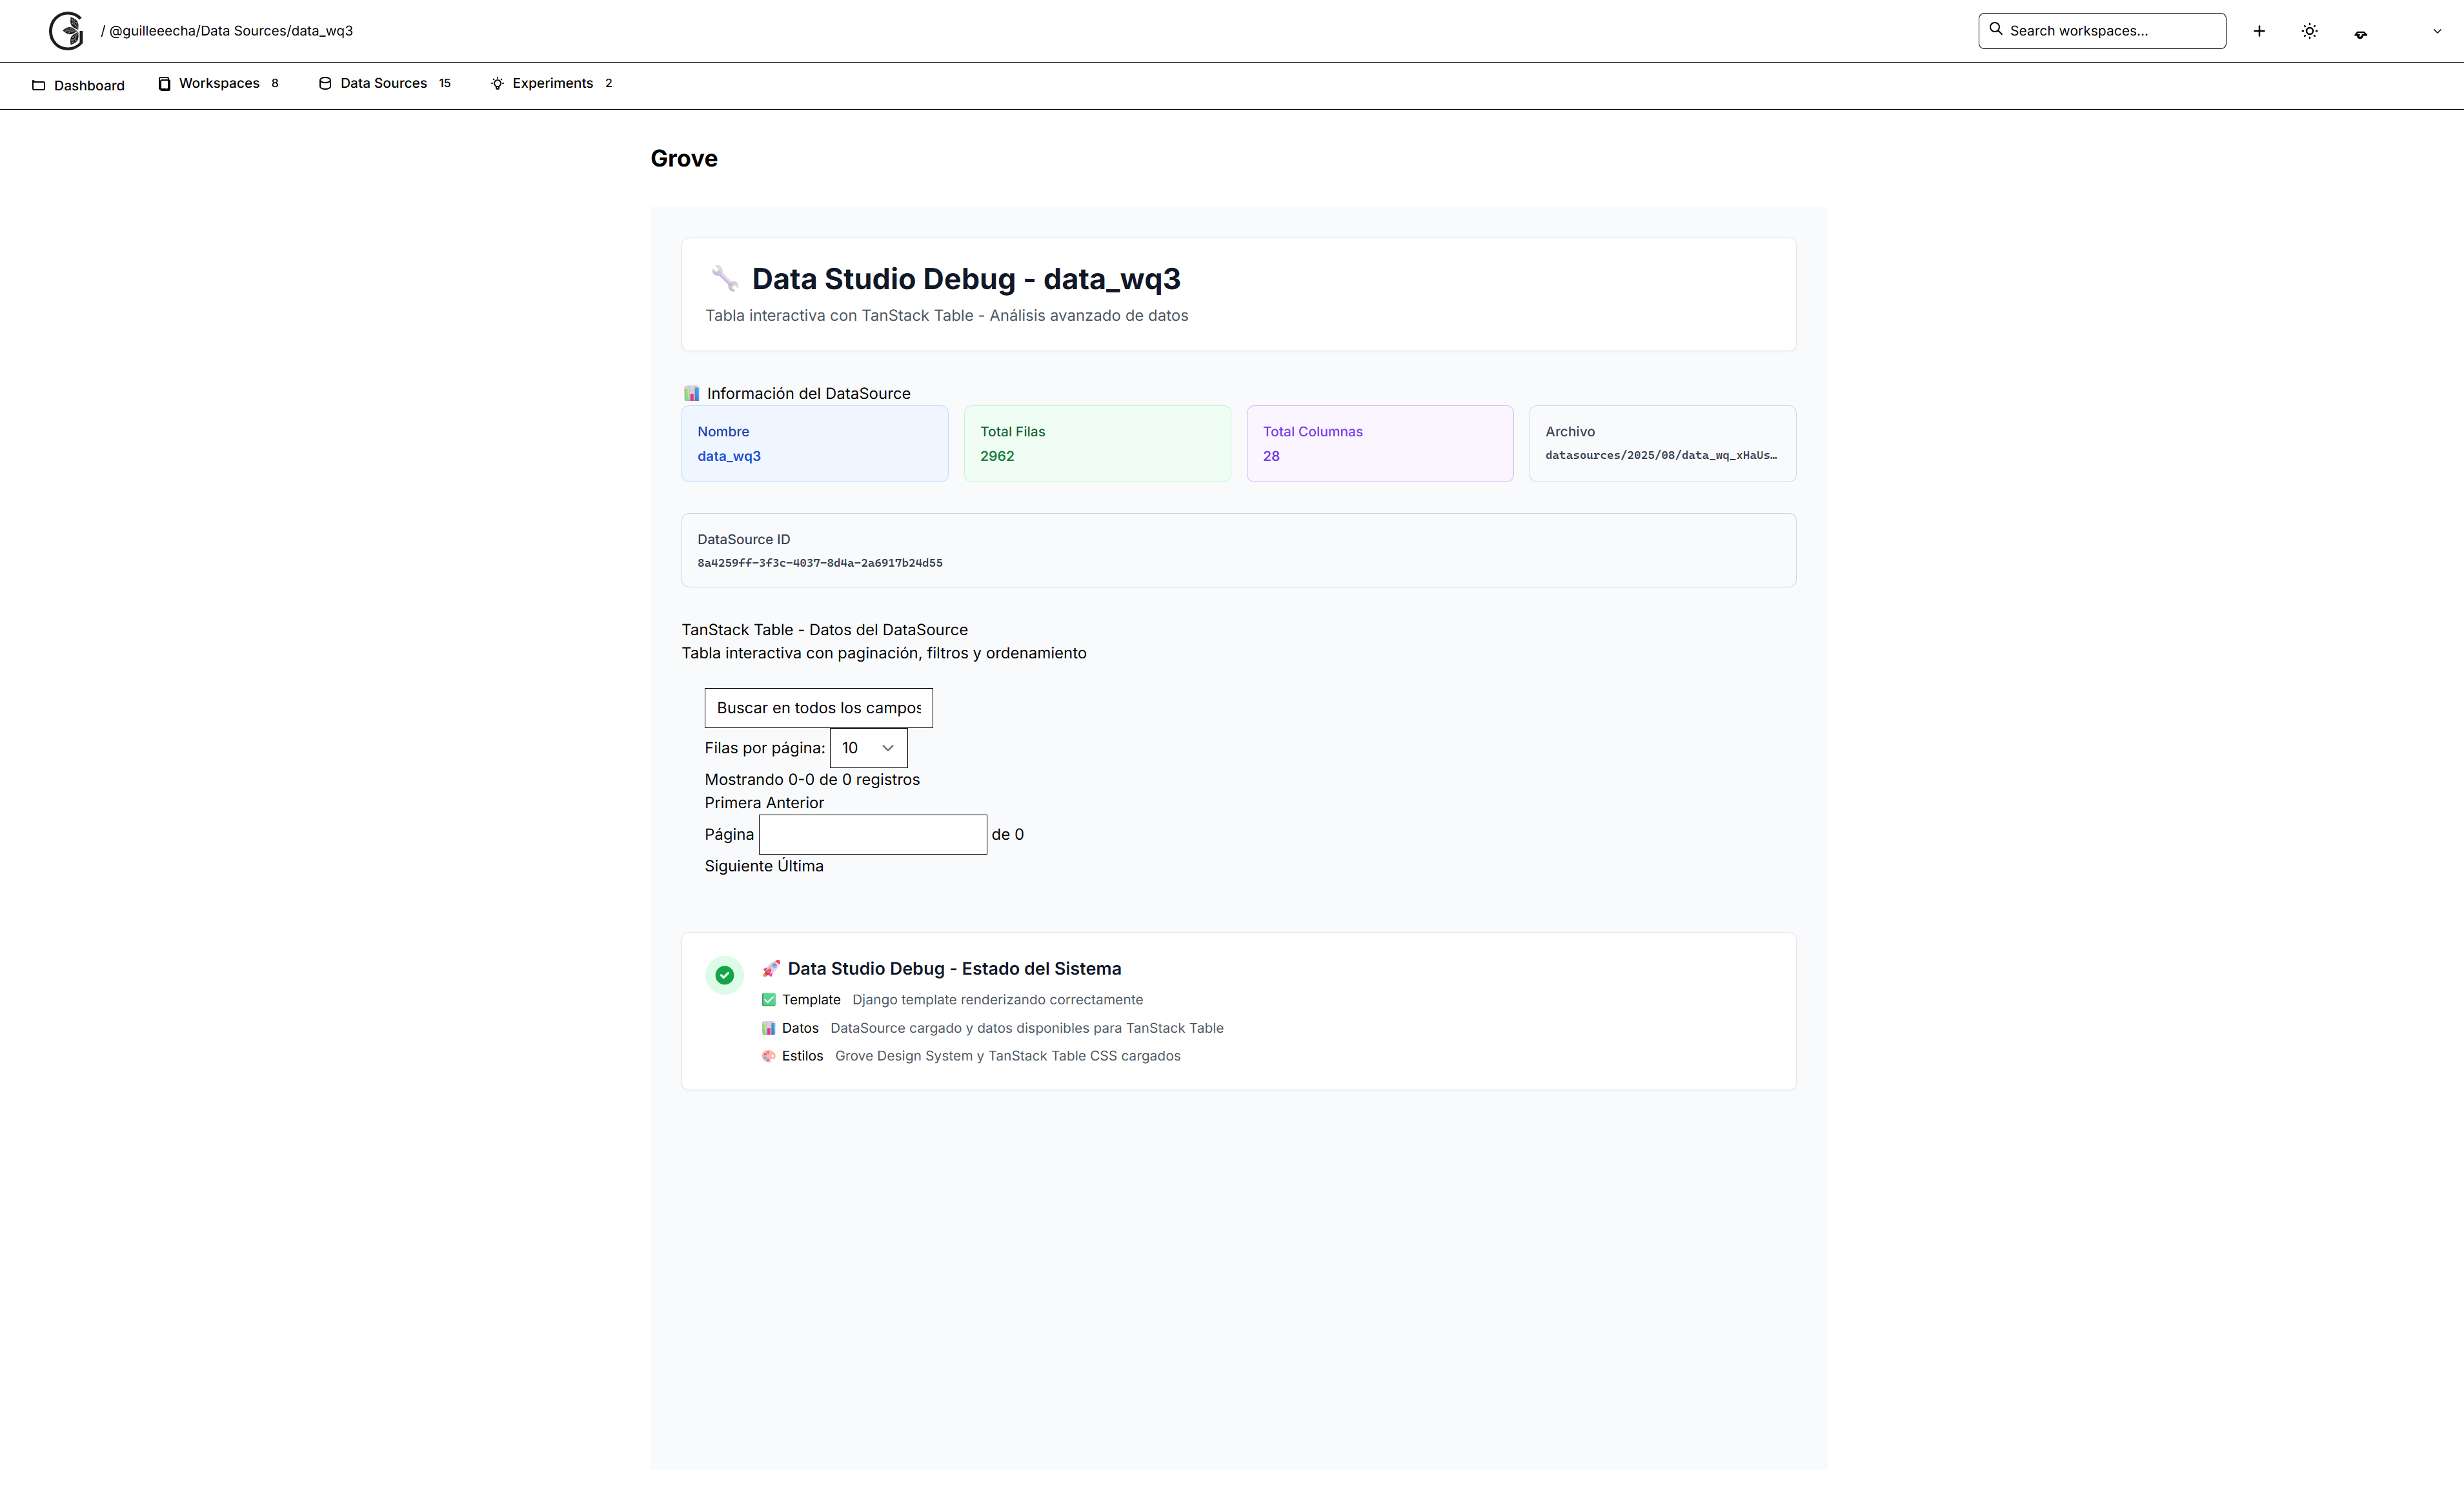 / @guilleeecha/Data Sources/data_wq3
Search workspaces...
Dashboard
Workspaces 8
Data Sources 15
Experiments 2
Grove
Data Studio Debug - data_wq3
Tabla interactiva con TanStack Table - Análisis avanzado de datos
Información del DataSource
Nombre
data_wq3
Total Filas
2962
Total Columnas
28
Archivo
datasources/2025/08/data_wq_xHaUs…
DataSource ID
8a4259ff-3f3c-4037-8d4a-2a6917b24d55
TanStack Table - Datos del DataSource
Tabla interactiva con paginación, filtros y ordenamiento
Buscar en todos los campos
Filas por página: 10
Mostrando 0-0 de 0 registros
Primera Anterior
Página de 0
Siguiente Última
Data Studio Debug - Estado del Sistema
Template Django template renderizando correctamente
Datos DataSource cargado y datos disponibles para TanStack Table
Estilos Grove Design System y TanStack Table CSS cargados